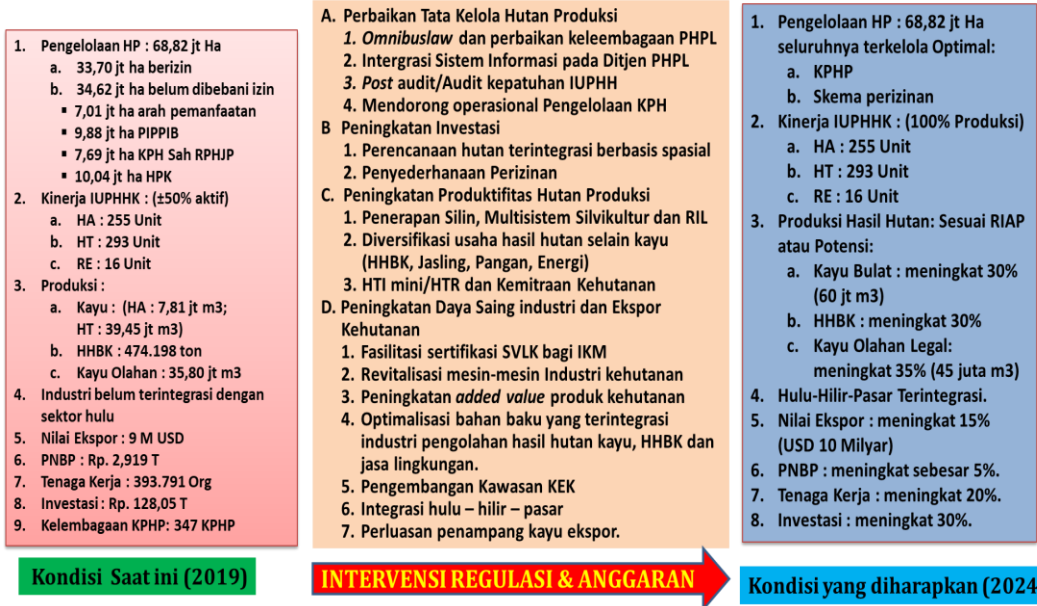 1. Pengelolaan HP : 68,82 jt Ha
a. 33,70 jt ha berizin
b. 34,62 jt ha belum dibebani izin
▪ 7,01 jt ha arah pemanfaatan
▪ 9,88 jt ha PIPPIB
▪ 7,69 jt ha KPH Sah RPHJP
▪ 10,04 jt ha HPK
2. Kinerja IUPHHK : (±50% aktif)
a. HA : 255 Unit
b. HT : 293 Unit
c. RE : 16 Unit
3. Produksi :
a. Kayu : (HA : 7,81 jt m3;
HT : 39,45 jt m3)
b. HHBK : 474.198 ton
c. Kayu Olahan : 35,80 jt m3
4. Industri belum terintegrasi dengan
sektor hulu
5. Nilai Ekspor : 9 M USD
6. PNBP : Rp. 2,919 T
7. Tenaga Kerja : 393.791 Org
8. Investasi : Rp. 128,05 T
9. Kelembagaan KPHP: 347 KPHP
Kondisi Saat ini (2019)
A. Perbaikan Tata Kelola Hutan Produksi
1. Omnibuslaw dan perbaikan keleembagaan PHPL
2. Intergrasi Sistem Informasi pada Ditjen PHPL
3. Post audit/Audit kepatuhan IUPHH
4. Mendorong operasional Pengelolaan KPH
B Peningkatan Investasi
1. Perencanaan hutan terintegrasi berbasis spasial
2. Penyederhanaan Perizinan
C. Peningkatan Produktifitas Hutan Produksi
1. Penerapan Silin, Multisistem Silvikultur dan RIL
2. Diversifikasi usaha hasil hutan selain kayu
(HHBK, Jasling, Pangan, Energi)
3. HTI mini/HTR dan Kemitraan Kehutanan
D. Peningkatan Daya Saing industri dan Ekspor
Kehutanan
1. Fasilitasi sertifikasi SVLK bagi IKM
2. Revitalisasi mesin-mesin Industri kehutanan
3. Peningkatan added value produk kehutanan
4. Optimalisasi bahan baku yang terintegrasi
industri pengolahan hasil hutan kayu, HHBK dan
jasa lingkungan.
5. Pengembangan Kawasan KEK
6. Integrasi hulu – hilir – pasar
7. Perluasan penampang kayu ekspor.
INTERVENSI REGULASI & ANGGARAN
1. Pengelolaan HP : 68,82 jt Ha
seluruhnya terkelola Optimal:
a. KPHP
b. Skema perizinan
2. Kinerja IUPHHK : (100% Produksi)
a. HA : 255 Unit
b. HT : 293 Unit
c. RE : 16 Unit
3. Produksi Hasil Hutan: Sesuai RIAP
atau Potensi:
a. Kayu Bulat : meningkat 30%
(60 jt m3)
b. HHBK : meningkat 30%
c. Kayu Olahan Legal:
meningkat 35% (45 juta m3)
4. Hulu-Hilir-Pasar Terintegrasi.
5. Nilai Ekspor : meningkat 15%
(USD 10 Milyar)
6. PNBP : meningkat sebesar 5%.
7. Tenaga Kerja : meningkat 20%.
8. Investasi : meningkat 30%.
Kondisi yang diharapkan (2024